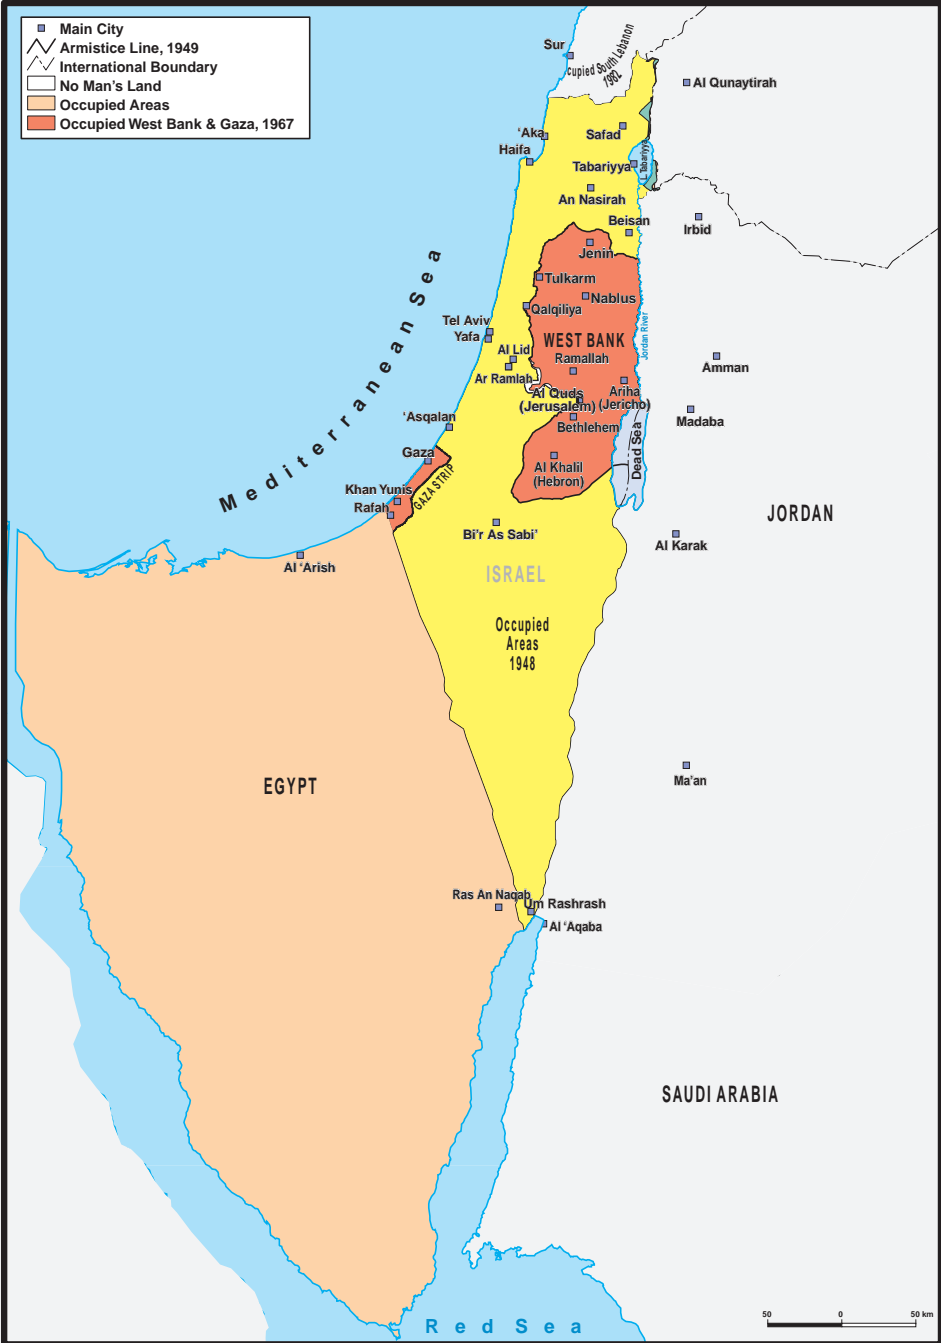 Main City
Armistice Line, 1949
International Boundary
No Man's Land
Occupied Areas
Occupied West Bank & Gaza, 1967
Sur
cupied South Lebanon
1982
Al Qunaytirah
'Aka
Safad
Haifa
Tabariyya
L. Tabariyya
An Nasirah
Beisan
Irbid
Jenin
Tulkarm
Nablus
Qalqiliya
Mediterranean Sea
Tel Aviv
Yafa
Jordan River
WEST BANK
Al Lid
Ramallah
Amman
Ar Ramlah
Al Quds
(Jerusalem)
Ariha
(Jericho)
'Asqalan
Madaba
Bethlehem
Dead Sea
Gaza
GAZA STRIP
Al Khalil
(Hebron)
Khan Yunis
Rafah
JORDAN
Bi'r As Sabi'
Al Karak
Al 'Arish
ISRAEL
Occupied
Areas
1948
EGYPT
Ma'an
Ras An Naqab
Um Rashrash
Al 'Aqaba
SAUDI ARABIA
Red Sea
50 0 50 km